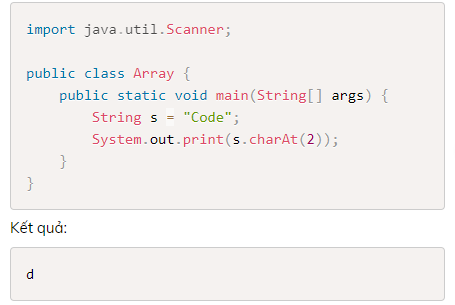 import java.util.Scanner;
public class Array {
public static void main(String[] args) {
String s = "Code";
System.out.print(s.charAt(2));
}
}
Kết quả:
d